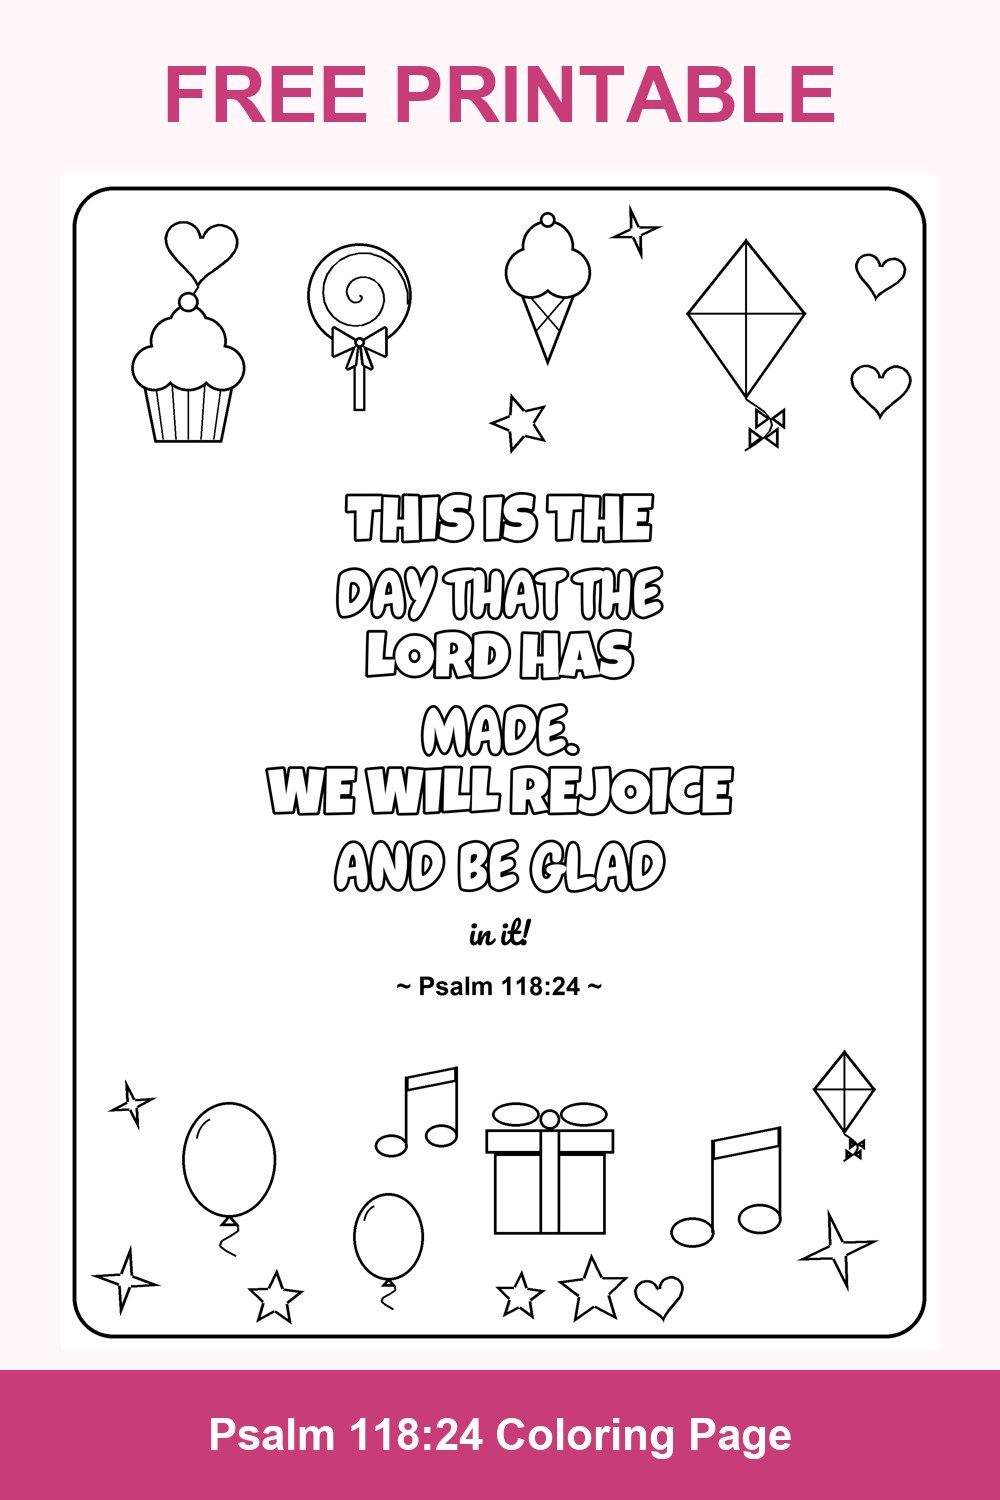 FREE PRINTABLE
THIS IS THE
DAY THAT THE
LORD HAS
MADE.
WE WILL REJOICE
AND BE GLAD
in it!
~ Psalm 118:24 ~
Psalm 118:24 Coloring Page